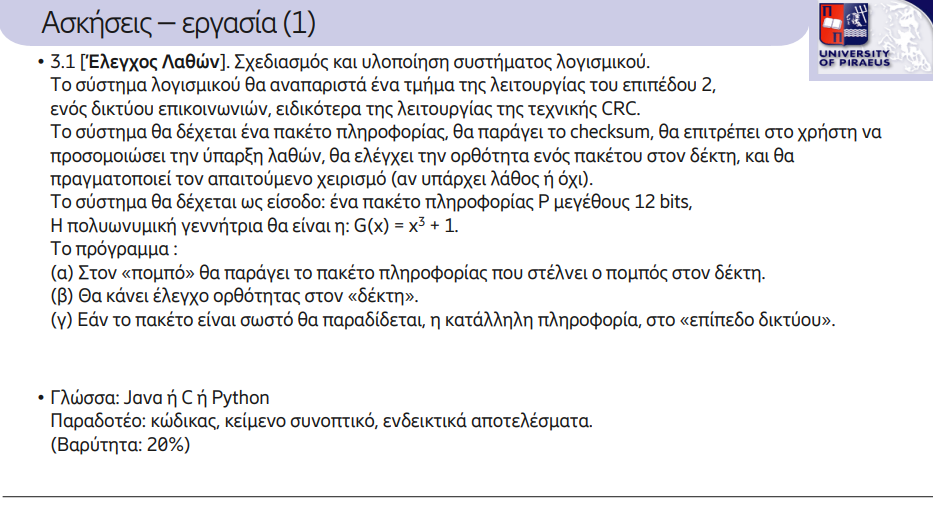 Ασκήσεις – εργασία (1)
UNIVERSITY
OF PIRAEUS
• 3.1 [Έλεγχος Λαθών]. Σχεδιασμός και υλοποίηση συστήματος λογισμικού.
Το σύστημα λογισμικού θα αναπαριστά ένα τμήμα της λειτουργίας του επιπέδου 2,
ενός δικτύου επικοινωνιών, ειδικότερα της λειτουργίας της τεχνικής CRC.
Το σύστημα θα δέχεται ένα πακέτο πληροφορίας, θα παράγει το checksum, θα επιτρέπει στο χρήστη να
προσομοιώσει την ύπαρξη λαθών, θα ελέγχει την ορθότητα ενός πακέτου στον δέκτη, και θα
πραγματοποιεί τον απαιτούμενο χειρισμό (αν υπάρχει λάθος ή όχι).
Το σύστημα θα δέχεται ως είσοδο: ένα πακέτο πληροφορίας P μεγέθους 12 bits,
Η πολυωνυμική γεννήτρια θα είναι η: G(x) = x³ + 1.
Το πρόγραμμα :
(α) Στον «πομπό» θα παράγει το πακέτο πληροφορίας που στέλνει ο πομπός στον δέκτη.
(β) Θα κάνει έλεγχο ορθότητας στον «δέκτη».
(γ) Εάν το πακέτο είναι σωστό θα παραδίδεται, η κατάλληλη πληροφορία, στο «επίπεδο δικτύου».
• Γλώσσα: Java ή C ή Python
Παραδοτέο: κώδικας, κείμενο συνοπτικό, ενδεικτικά αποτελέσματα.
(Βαρύτητα: 20%)